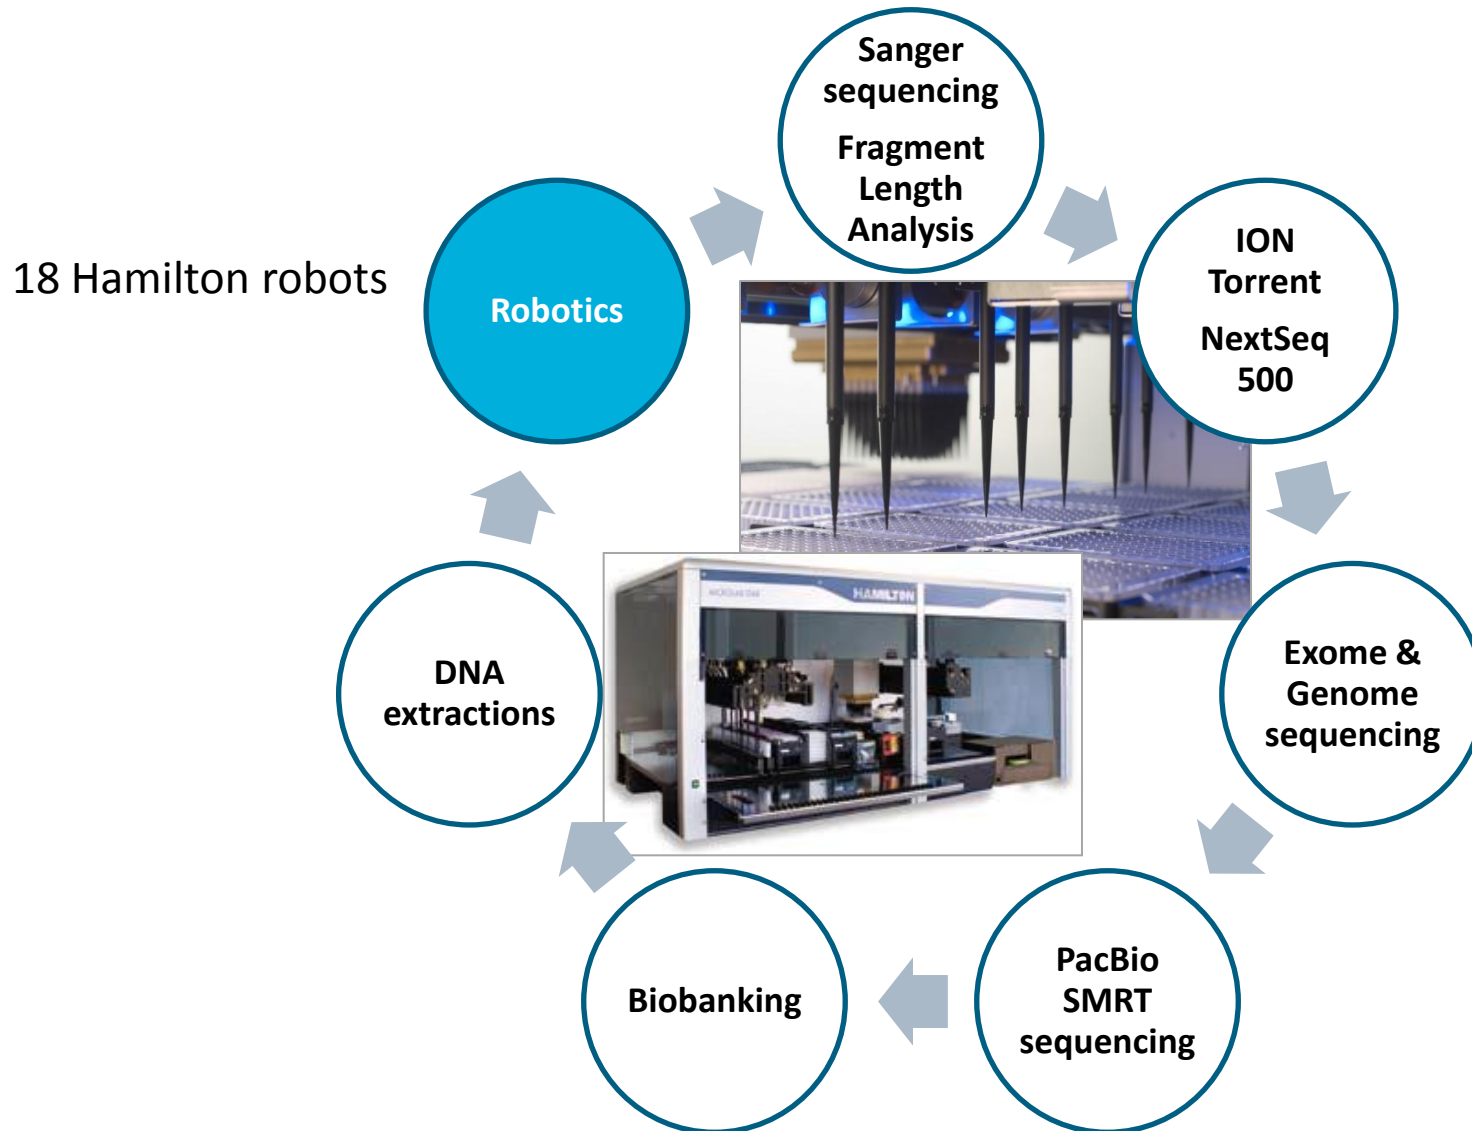 Sanger
sequencing
Fragment
Length
Analysis
18 Hamilton robots
Robotics
ION
Torrent
NextSeq
500
HAMILTON
DNA
extractions
Exome &
Genome
sequencing
Biobanking
PacBio
SMRT
sequencing